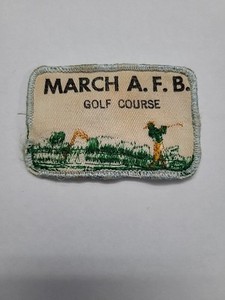 MARCH A. F. B.
GOLF COURSE